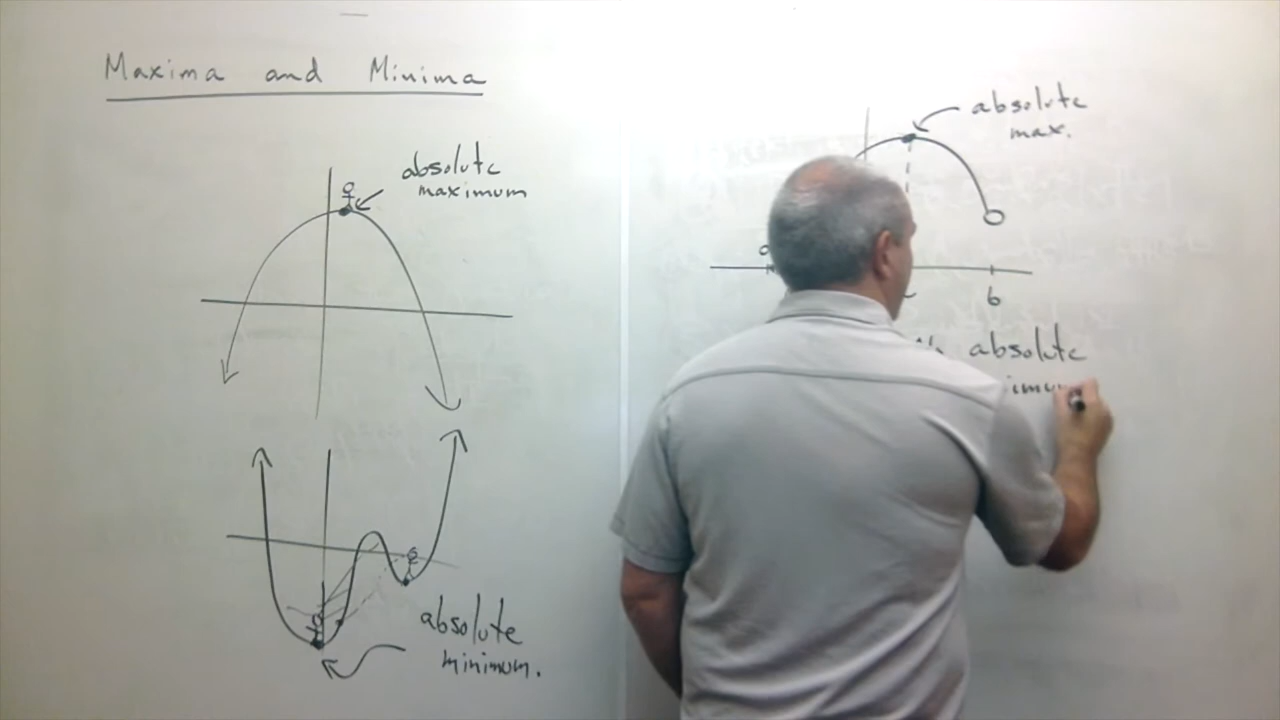 Maxima and Minima
absolute
maximum
absolute
minimum.
absolute
max.
b
absolute